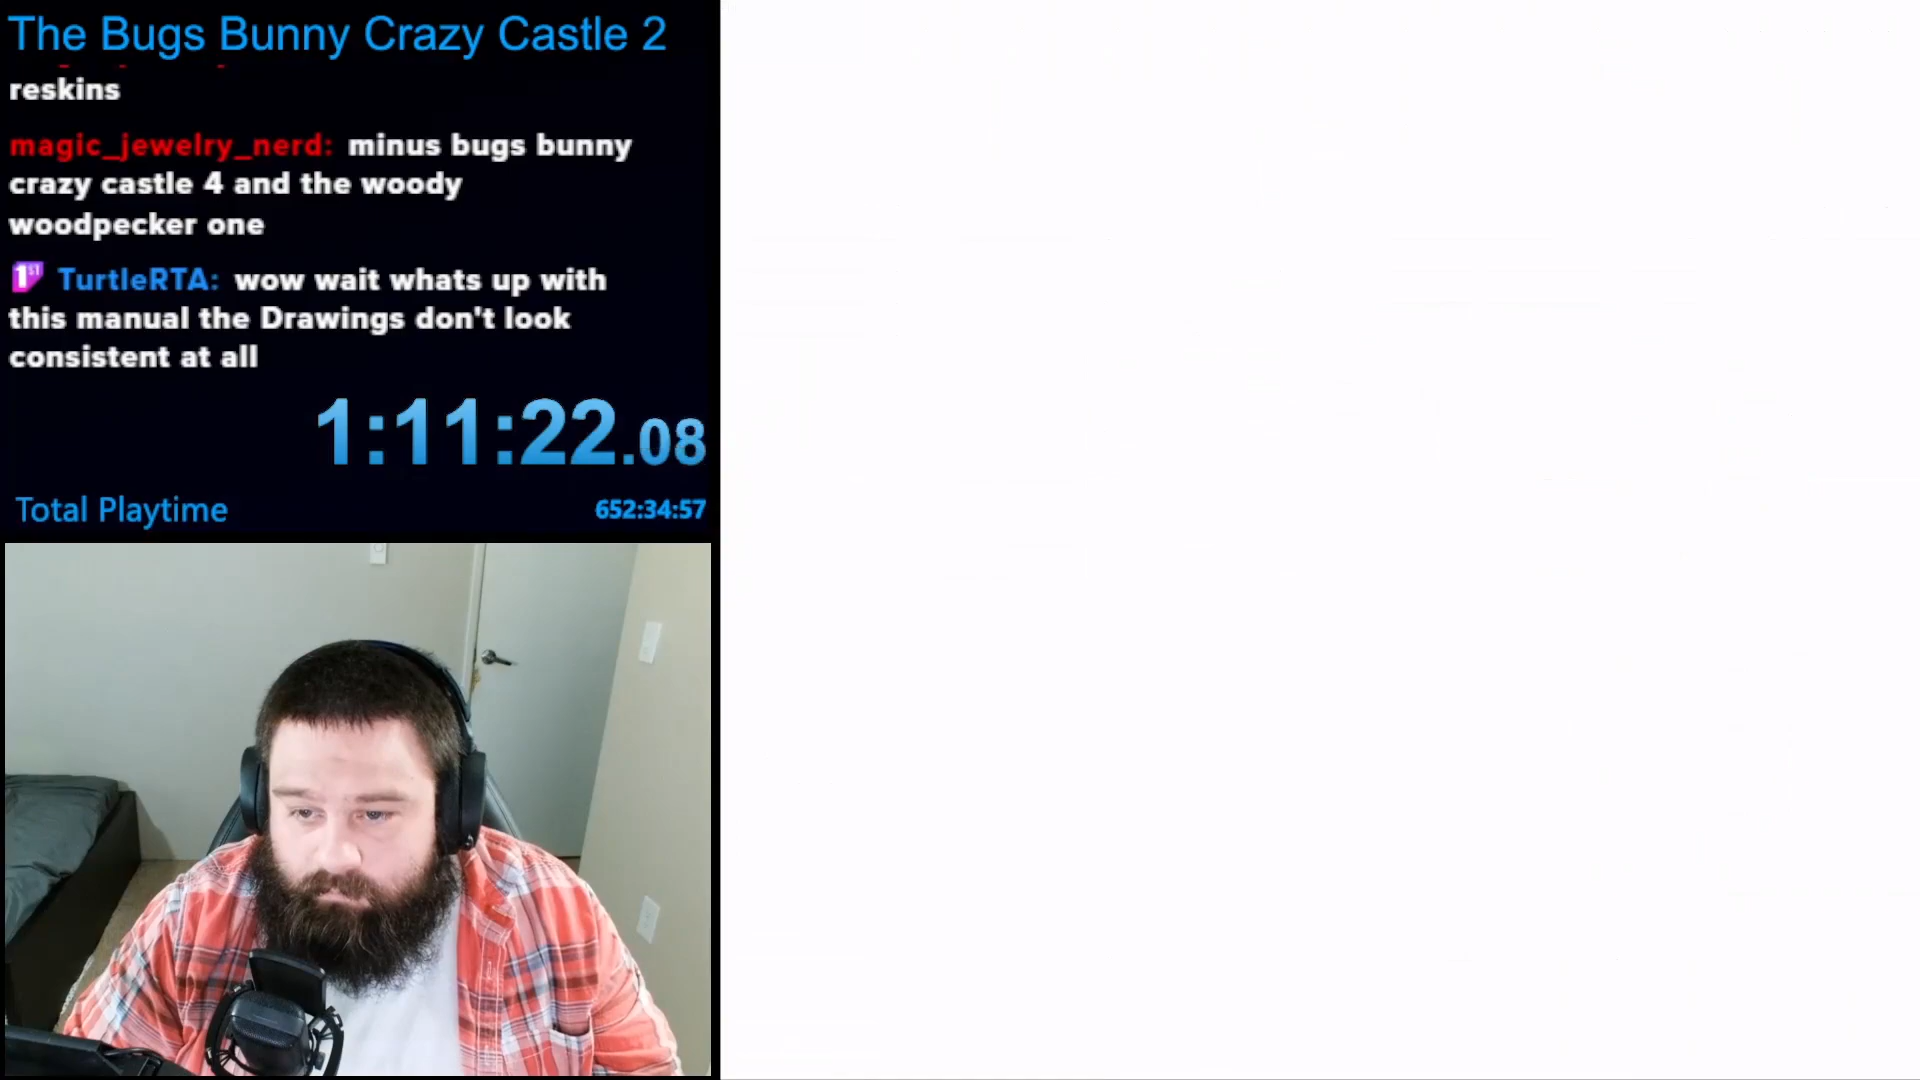 The Bugs Bunny Crazy Castle 2
reskins
magic_jewelry_nerd: minus bugs bunny
crazy castle 4 and the woody
woodpecker one
1ST TurtleRTA: wow wait whats up with
this manual the Drawings don't look
consistent at all
1:11:22.08
Total Playtime 652:34:57